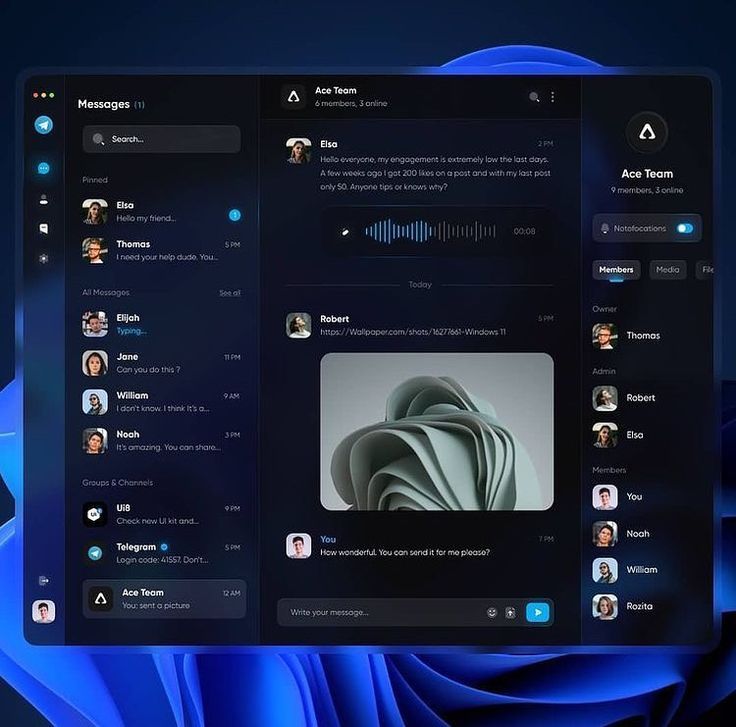 Messages (1)
Search...
Pinned
Elsa
Hello my friend...
1
Thomas
5 PM
I need your help dude. You...
All Messages
See all
Elijah
Typing...
Jane
11 PM
Can you do this ?
William
9 AM
I don't know. I think It's a...
Noah
3 PM
It's amazing. You can share...
Groups & Channels
Ui8
9 PM
Check new UI kit and...
Telegram
5 PM
Login code: 41557. Don't...
Ace Team
12 AM
You: sent a picture
Ace Team
6 members, 3 online
Elsa
2 PM
Hello everyone, my engagement is extremely low the last days.
A few weeks ago I got 200 likes on a post and with my last post
only 50. Anyone tips or knows why?
00:08
Today
Robert
5 PM
https://Wallpaper.com/shots/16277661-Windows 11
You
7 PM
How wonderful. You can send it for me please?
Write your message...
Ace Team
9 members, 3 online
Notofocations
Members
Media
File
Owner
Thomas
Admin
Robert
Elsa
Members
You
Noah
William
Rozita